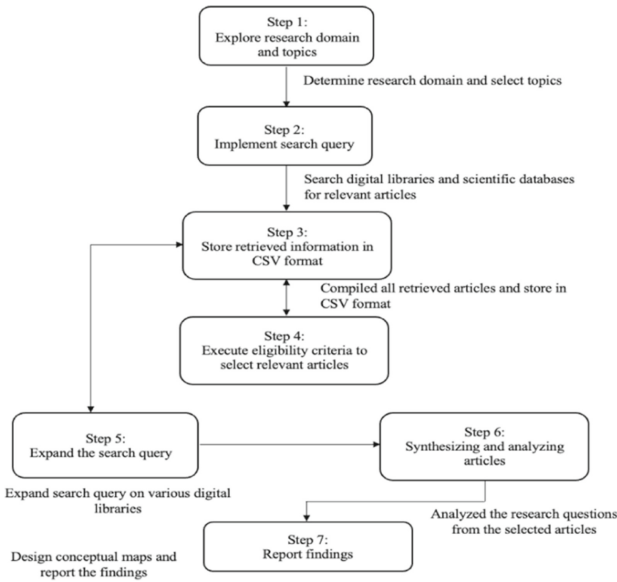 Step 1:
Explore research domain
and topics
Determine research domain and select topics
Step 2:
Implement search query
Search digital libraries and scientific databases
for relevant articles
Step 3:
Store retrieved information in
CSV format
Compiled all retrieved articles and store in
CSV format
Step 4:
Execute eligibility criteria to
select relevant articles
Step 5:
Expand the search query
Expand search query on various digital
libraries
Step 6:
Synthesizing and analyzing
articles
Analyzed the research questions
from the selected articles
Step 7:
Report findings
Design conceptual maps and
report the findings